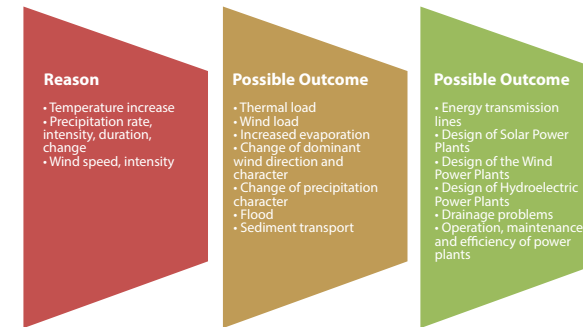 Reason
• Temperature increase
• Precipitation rate,
intensity, duration,
change
• Wind speed, intensity
Possible Outcome
• Thermal load
• Wind load
• Increased evaporation
• Change of dominant
wind direction and
character
• Change of precipitation
character
• Flood
• Sediment transport
Possible Outcome
• Energy transmission
lines
• Design of Solar Power
Plants
• Design of the Wind
Power Plants
• Design of Hydroelectric
Power Plants
• Drainage problems
• Operation, maintenance
and efficiency of power
plants